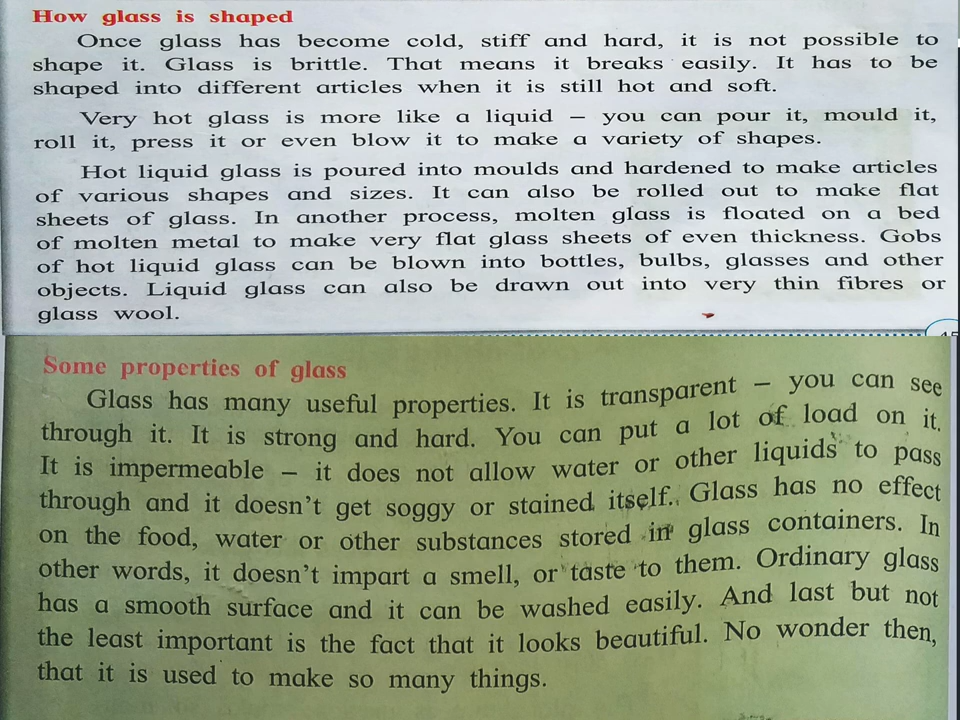 How glass is shaped
Once glass has become cold, stiff and hard, it is not possible to
shape it. Glass is brittle. That means it breaks easily. It has to be
shaped into different articles when it is still hot and soft.
Very hot glass is more like a liquid – you can pour it, mould it,
roll it, press it or even blow it to make a variety of shapes.
Hot liquid glass is poured into moulds and hardened to make articles
of various shapes and sizes. It can also be rolled out to make flat
sheets of glass. In another process, molten glass is floated on a bed
of molten metal to make very flat glass sheets of even thickness. Gobs
of hot liquid glass can be blown into bottles, bulbs, glasses and other
objects. Liquid glass can also be drawn out into very thin fibres or
glass wool.
Some properties of glass
Glass has many useful properties. It is transparent – you can see
through it. It is strong and hard. You can put a lot of load on it.
It is impermeable – it does not allow water or other liquids to pass
through and it doesn't get soggy or stained itself. Glass has no effect
on the food, water or other substances stored in glass containers. In
other words, it doesn't impart a smell, or taste to them. Ordinary glass
has a smooth surface and it can be washed easily. And last but not
the least important is the fact that it looks beautiful. No wonder then,
that it is used to make so many things.